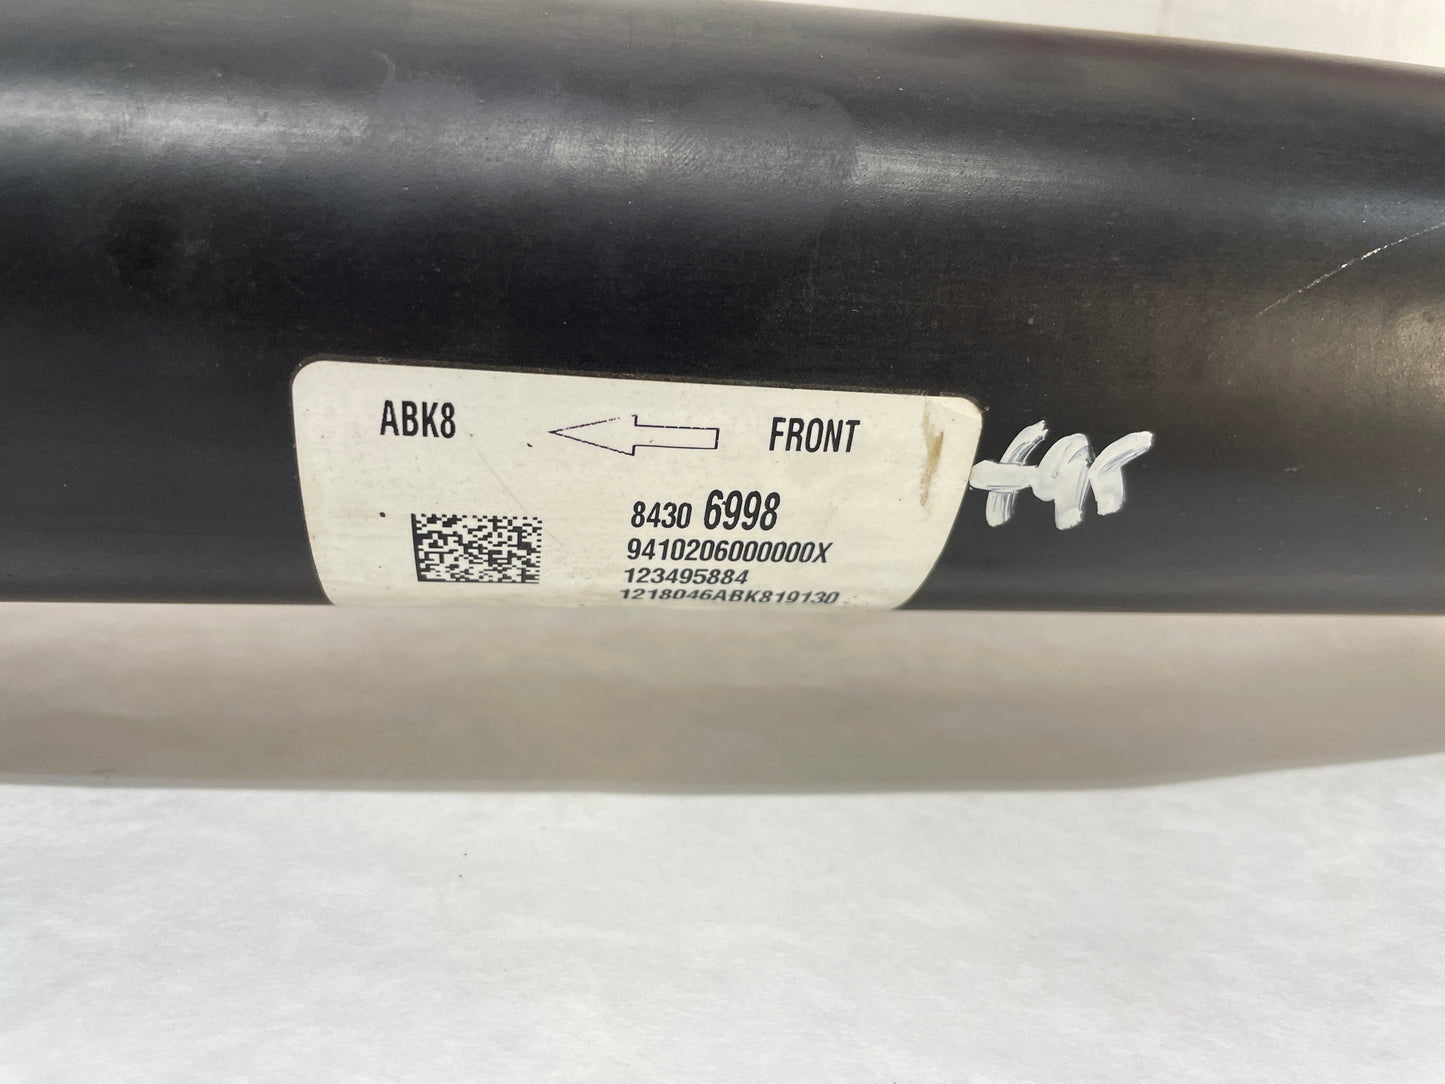 ABK8 FRONT
8430 6998
9410206000000X
123495884
1218046ABK819130